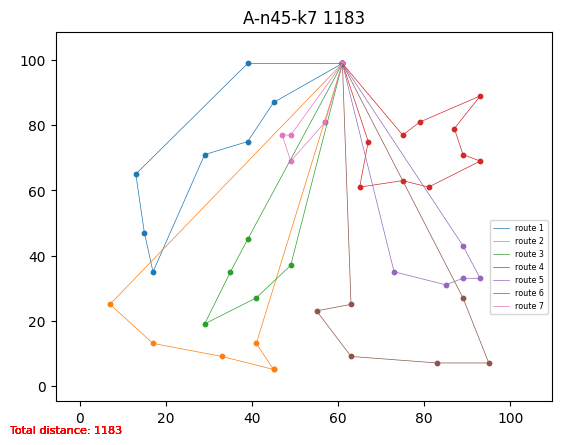 A-n45-k7 1183
100
80
60
40
20
0
route 1
route 2
route 3
route 4
route 5
route 6
route 7
0 20 40 60 80 100
Total distance: 1183